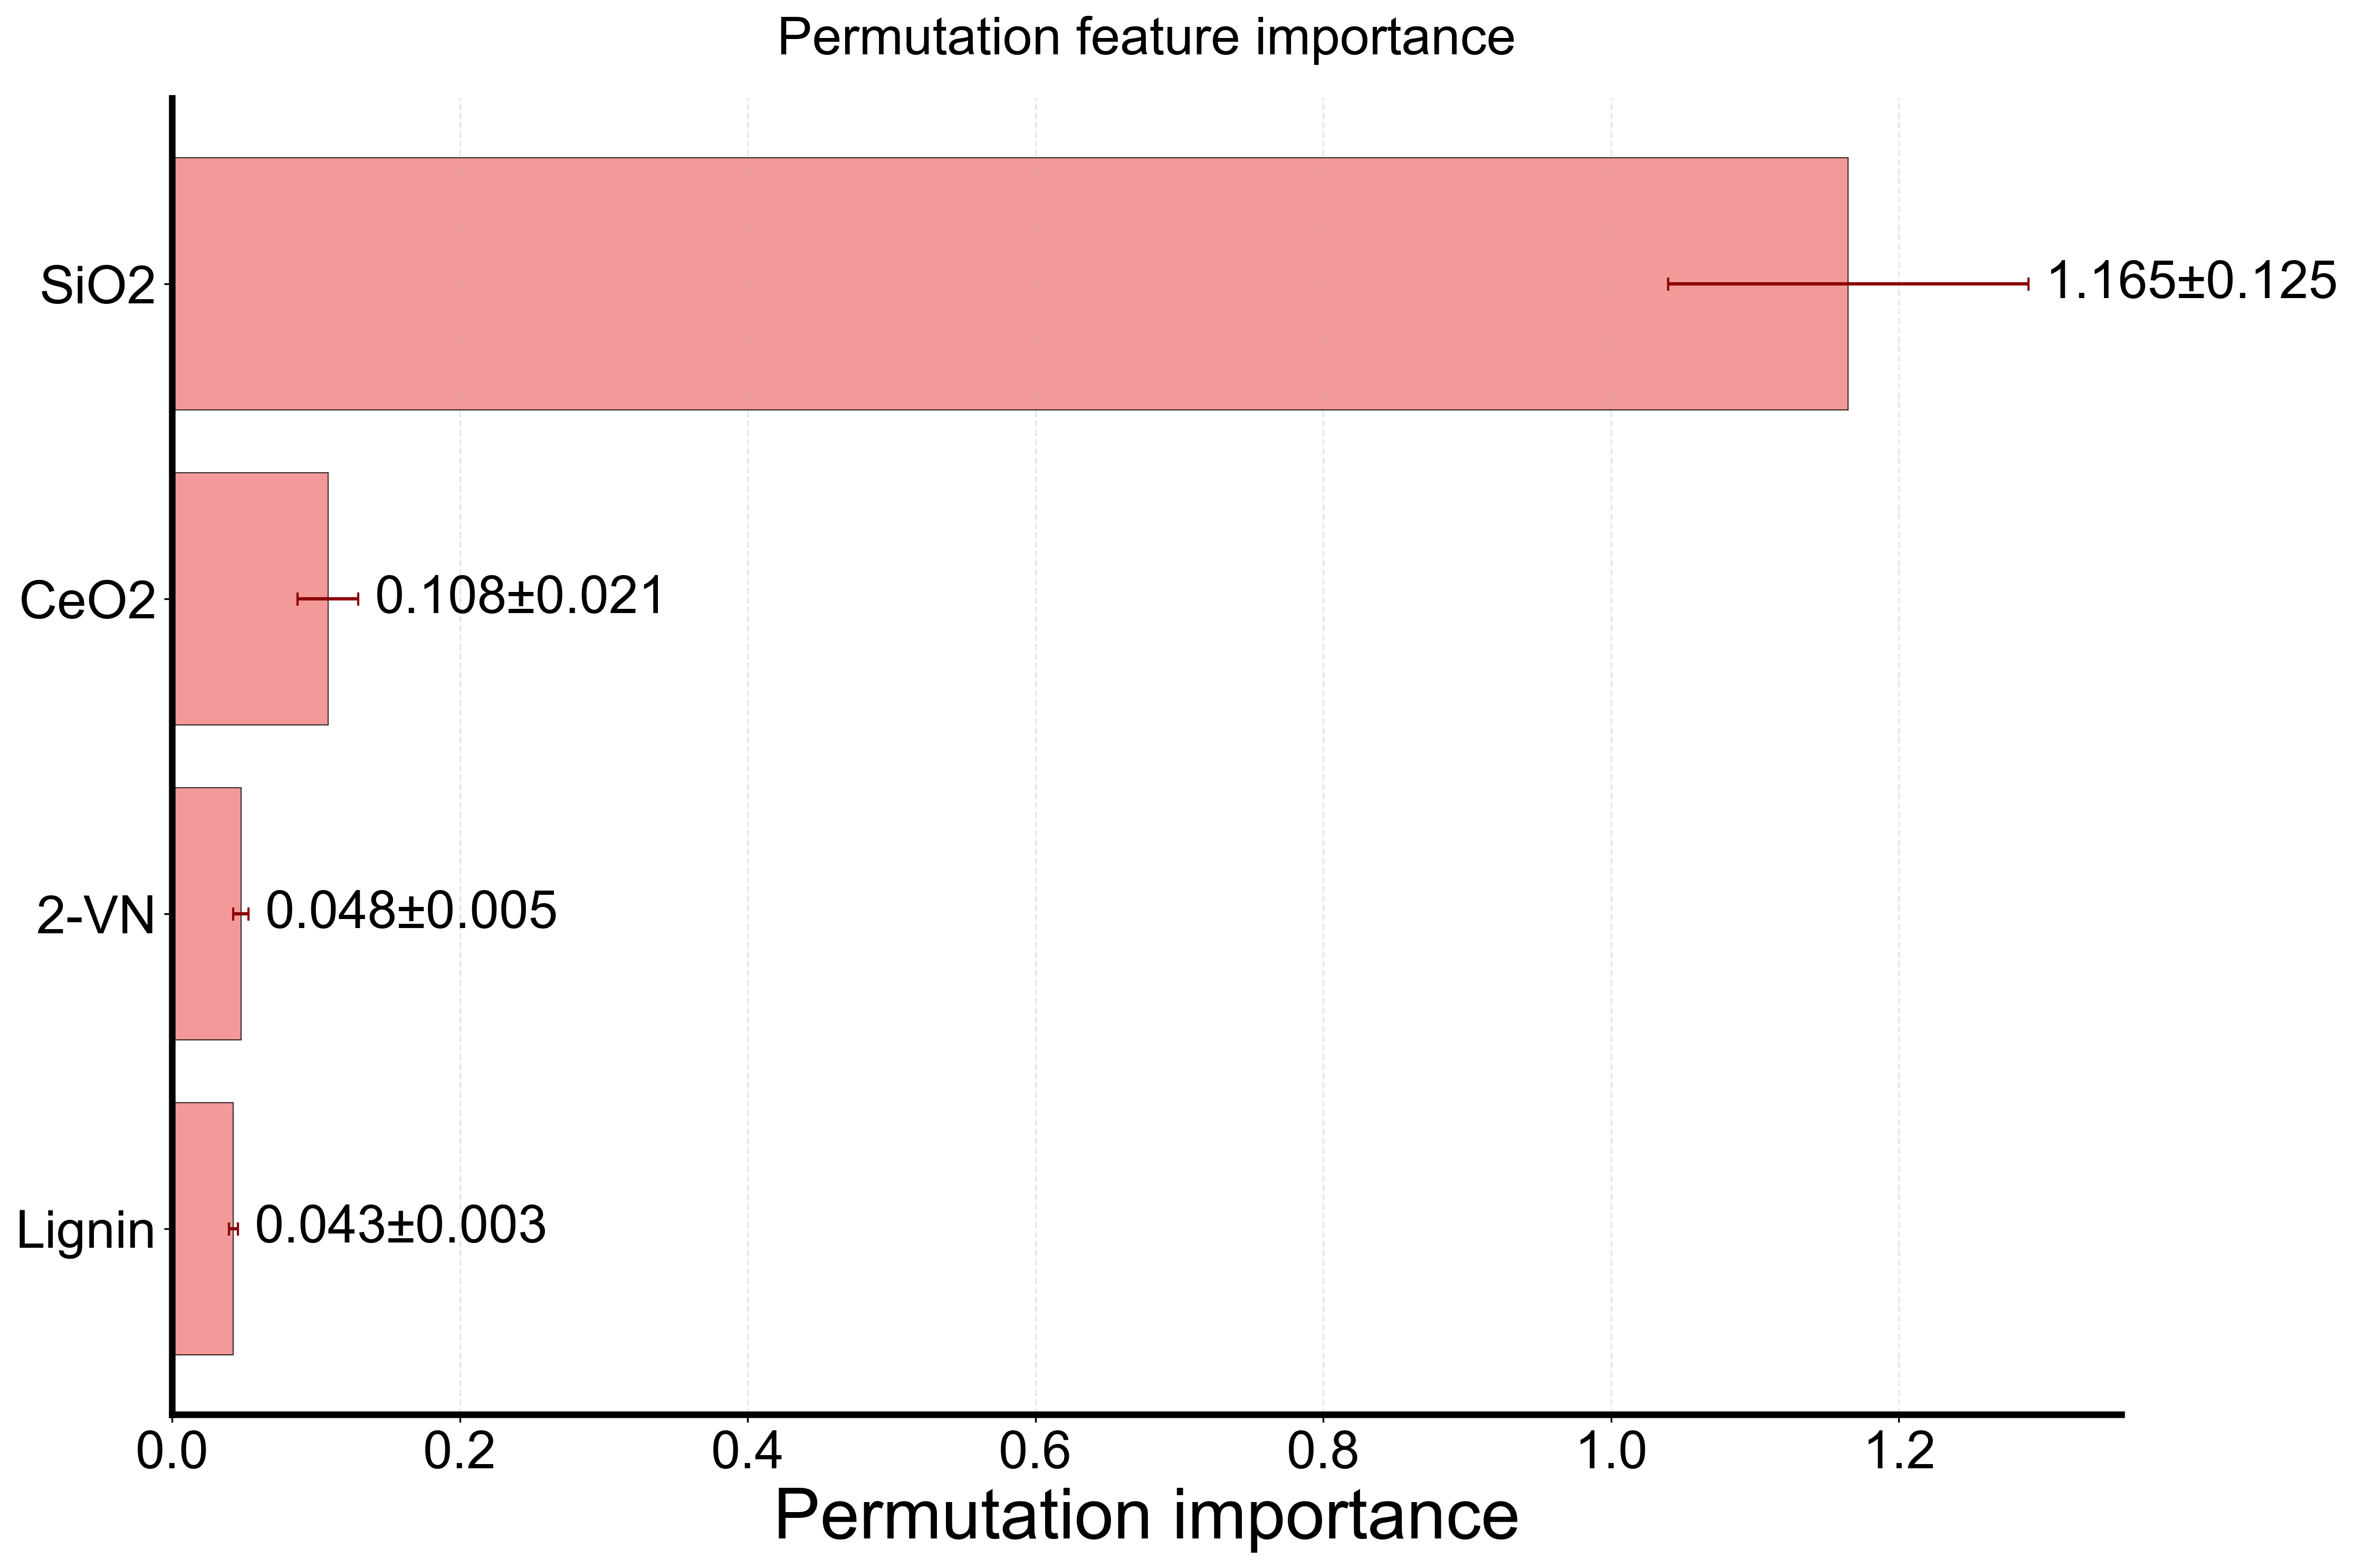 Permutation feature importance
SiO2
1.165±0.125
CeO2
0.108±0.021
2-VN
0.048±0.005
Lignin
0.043±0.003
0.0 0.2 0.4 0.6 0.8 1.0 1.2
Permutation importance